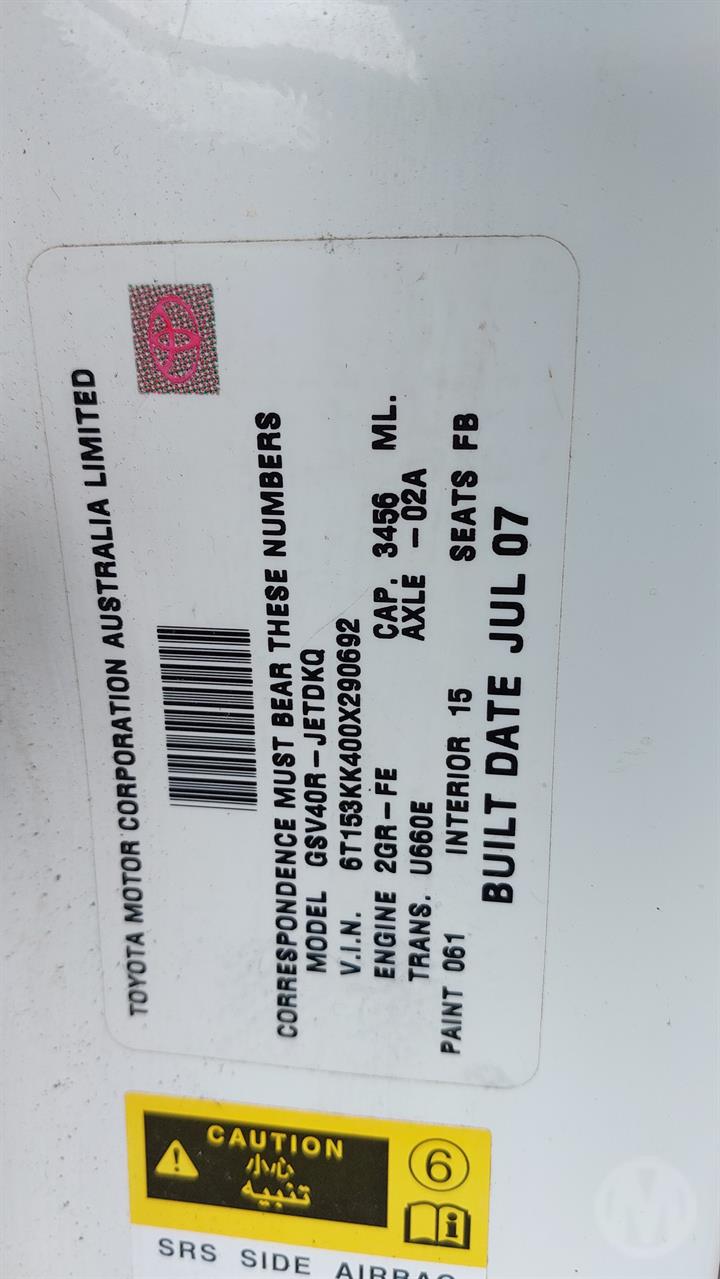 TOYOTA MOTOR CORPORATION AUSTRALIA LIMITED
CORRESPONDENCE MUST BEAR THESE NUMBERS
MODEL GSV40R-JETDKQ
V.I.N. 6T153KK400X290692
ENGINE 2GR-FE CAP. 3456 ML.
TRANS. U660E AXLE -02A
PAINT 061 INTERIOR 15 SEATS FB
BUILT DATE JUL 07
CAUTION
تنبيه
6
SRS SIDE AIRBAG